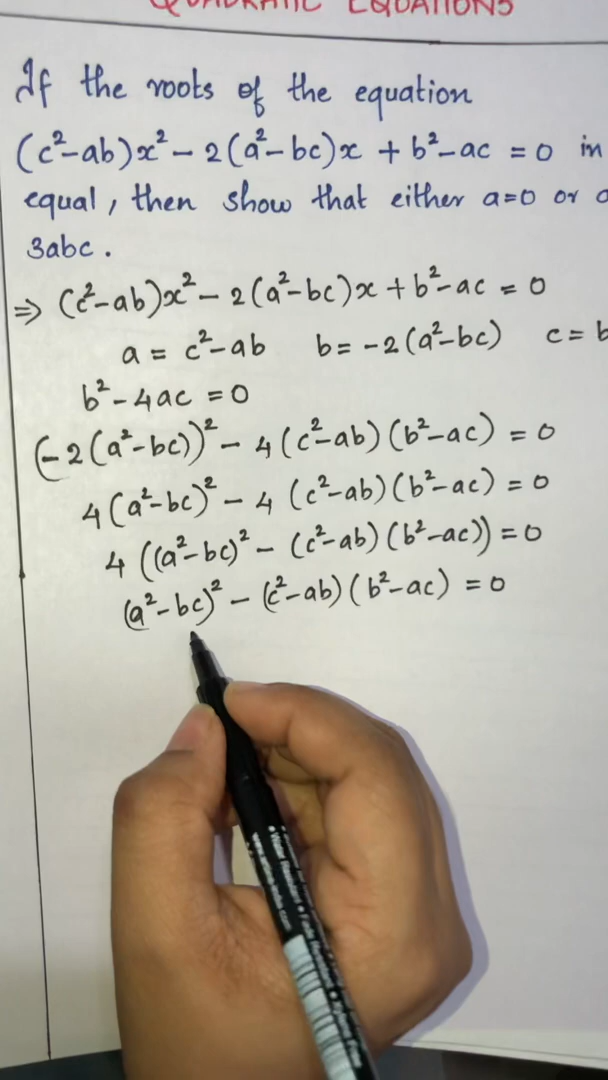 QUADRATIC EQUATIONS
If the roots of the equation
(c²-ab)x² - 2(a²-bc)x + b²-ac = 0 in
equal, then show that either a=0 or
3abc.
⇒ (c²-ab)x² - 2(a²-bc)x + b²-ac = 0
a = c²-ab b = -2(a²-bc) c =
b²-4ac = 0
(-2(a²-bc))² - 4(c²-ab)(b²-ac) = 0
4(a²-bc)² - 4(c²-ab)(b²-ac) = 0
4((a²-bc)² - (c²-ab)(b²-ac)) = 0
(a²-bc)² - (c²-ab)(b²-ac) = 0